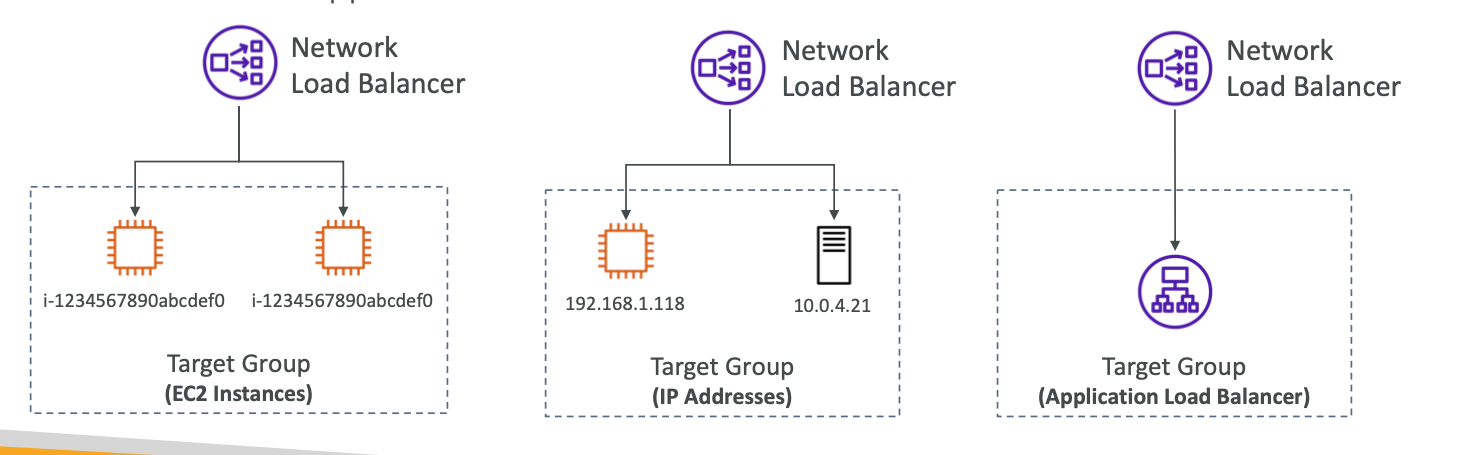 Network
Load Balancer
i-1234567890abcdef0 i-1234567890abcdef0
Target Group
(EC2 Instances)
Network
Load Balancer
192.168.1.118 10.0.4.21
Target Group
(IP Addresses)
Network
Load Balancer
Target Group
(Application Load Balancer)